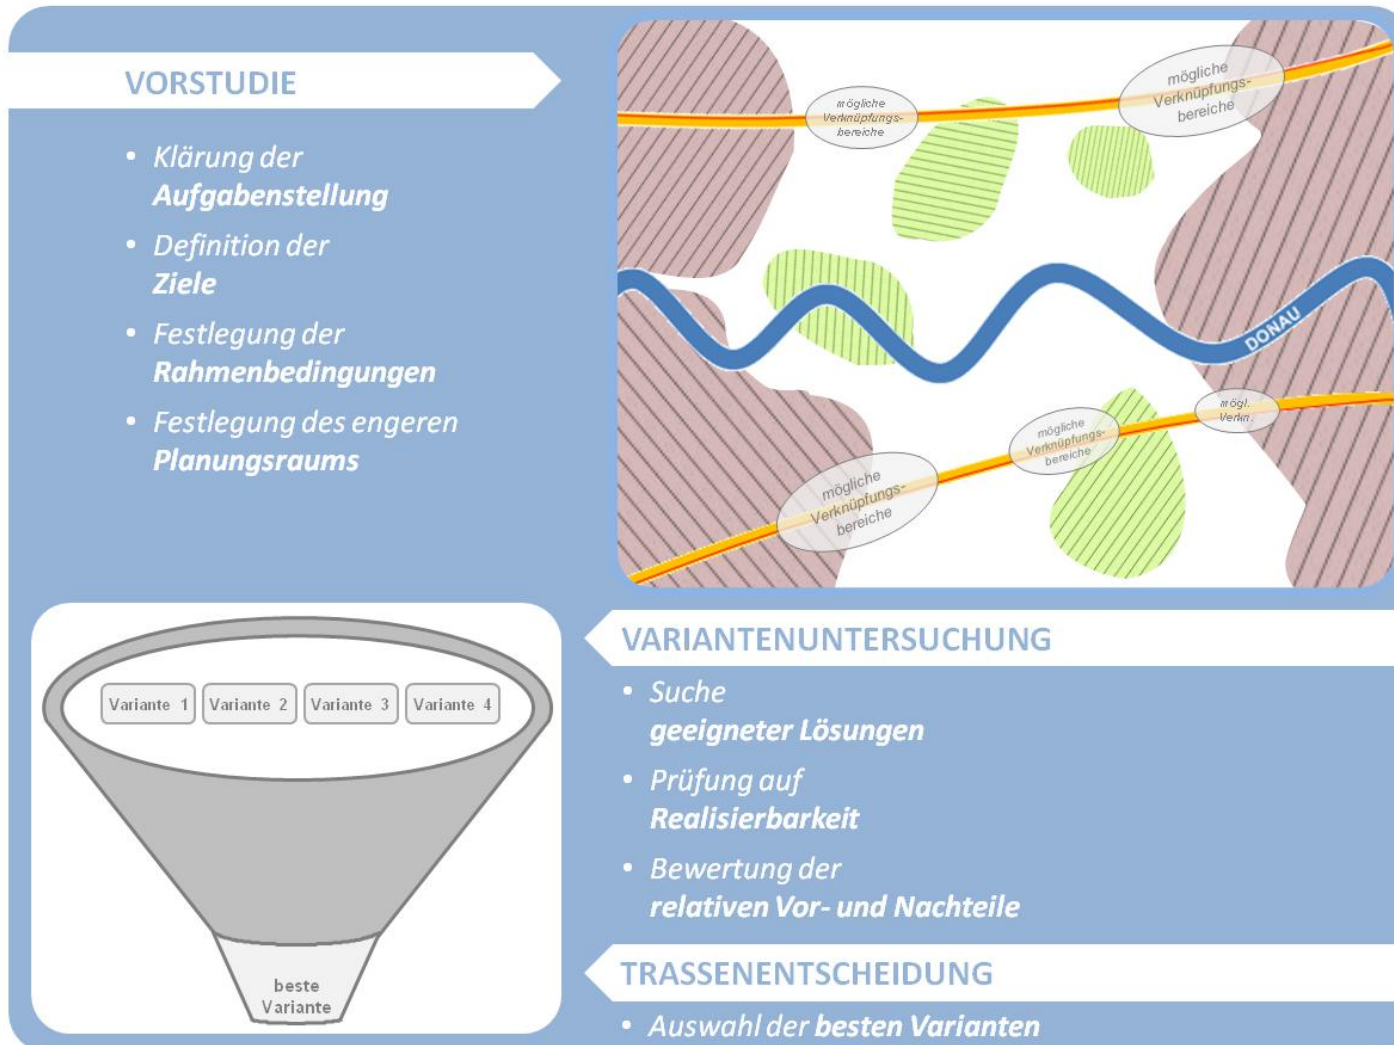 VORSTUDIE
• Klärung der
Aufgabenstellung
• Definition der
Ziele
• Festlegung der
Rahmenbedingungen
• Festlegung des engeren
Planungsraums
mögliche
Verknüpfungs-
bereiche
mögliche
Verknüpfungs-
bereiche
DONAU
mögl.
Verkn.
mögliche
Verknüpfungs-
bereiche
mögliche
Verknüpfungs-
bereiche
Variante 1
Variante 2
Variante 3
Variante 4
beste
Variante
VARIANTENUNTERSUCHUNG
• Suche
geeigneter Lösungen
• Prüfung auf
Realisierbarkeit
• Bewertung der
relativen Vor- und Nachteile
TRASSENENTSCHEIDUNG
• Auswahl der besten Varianten